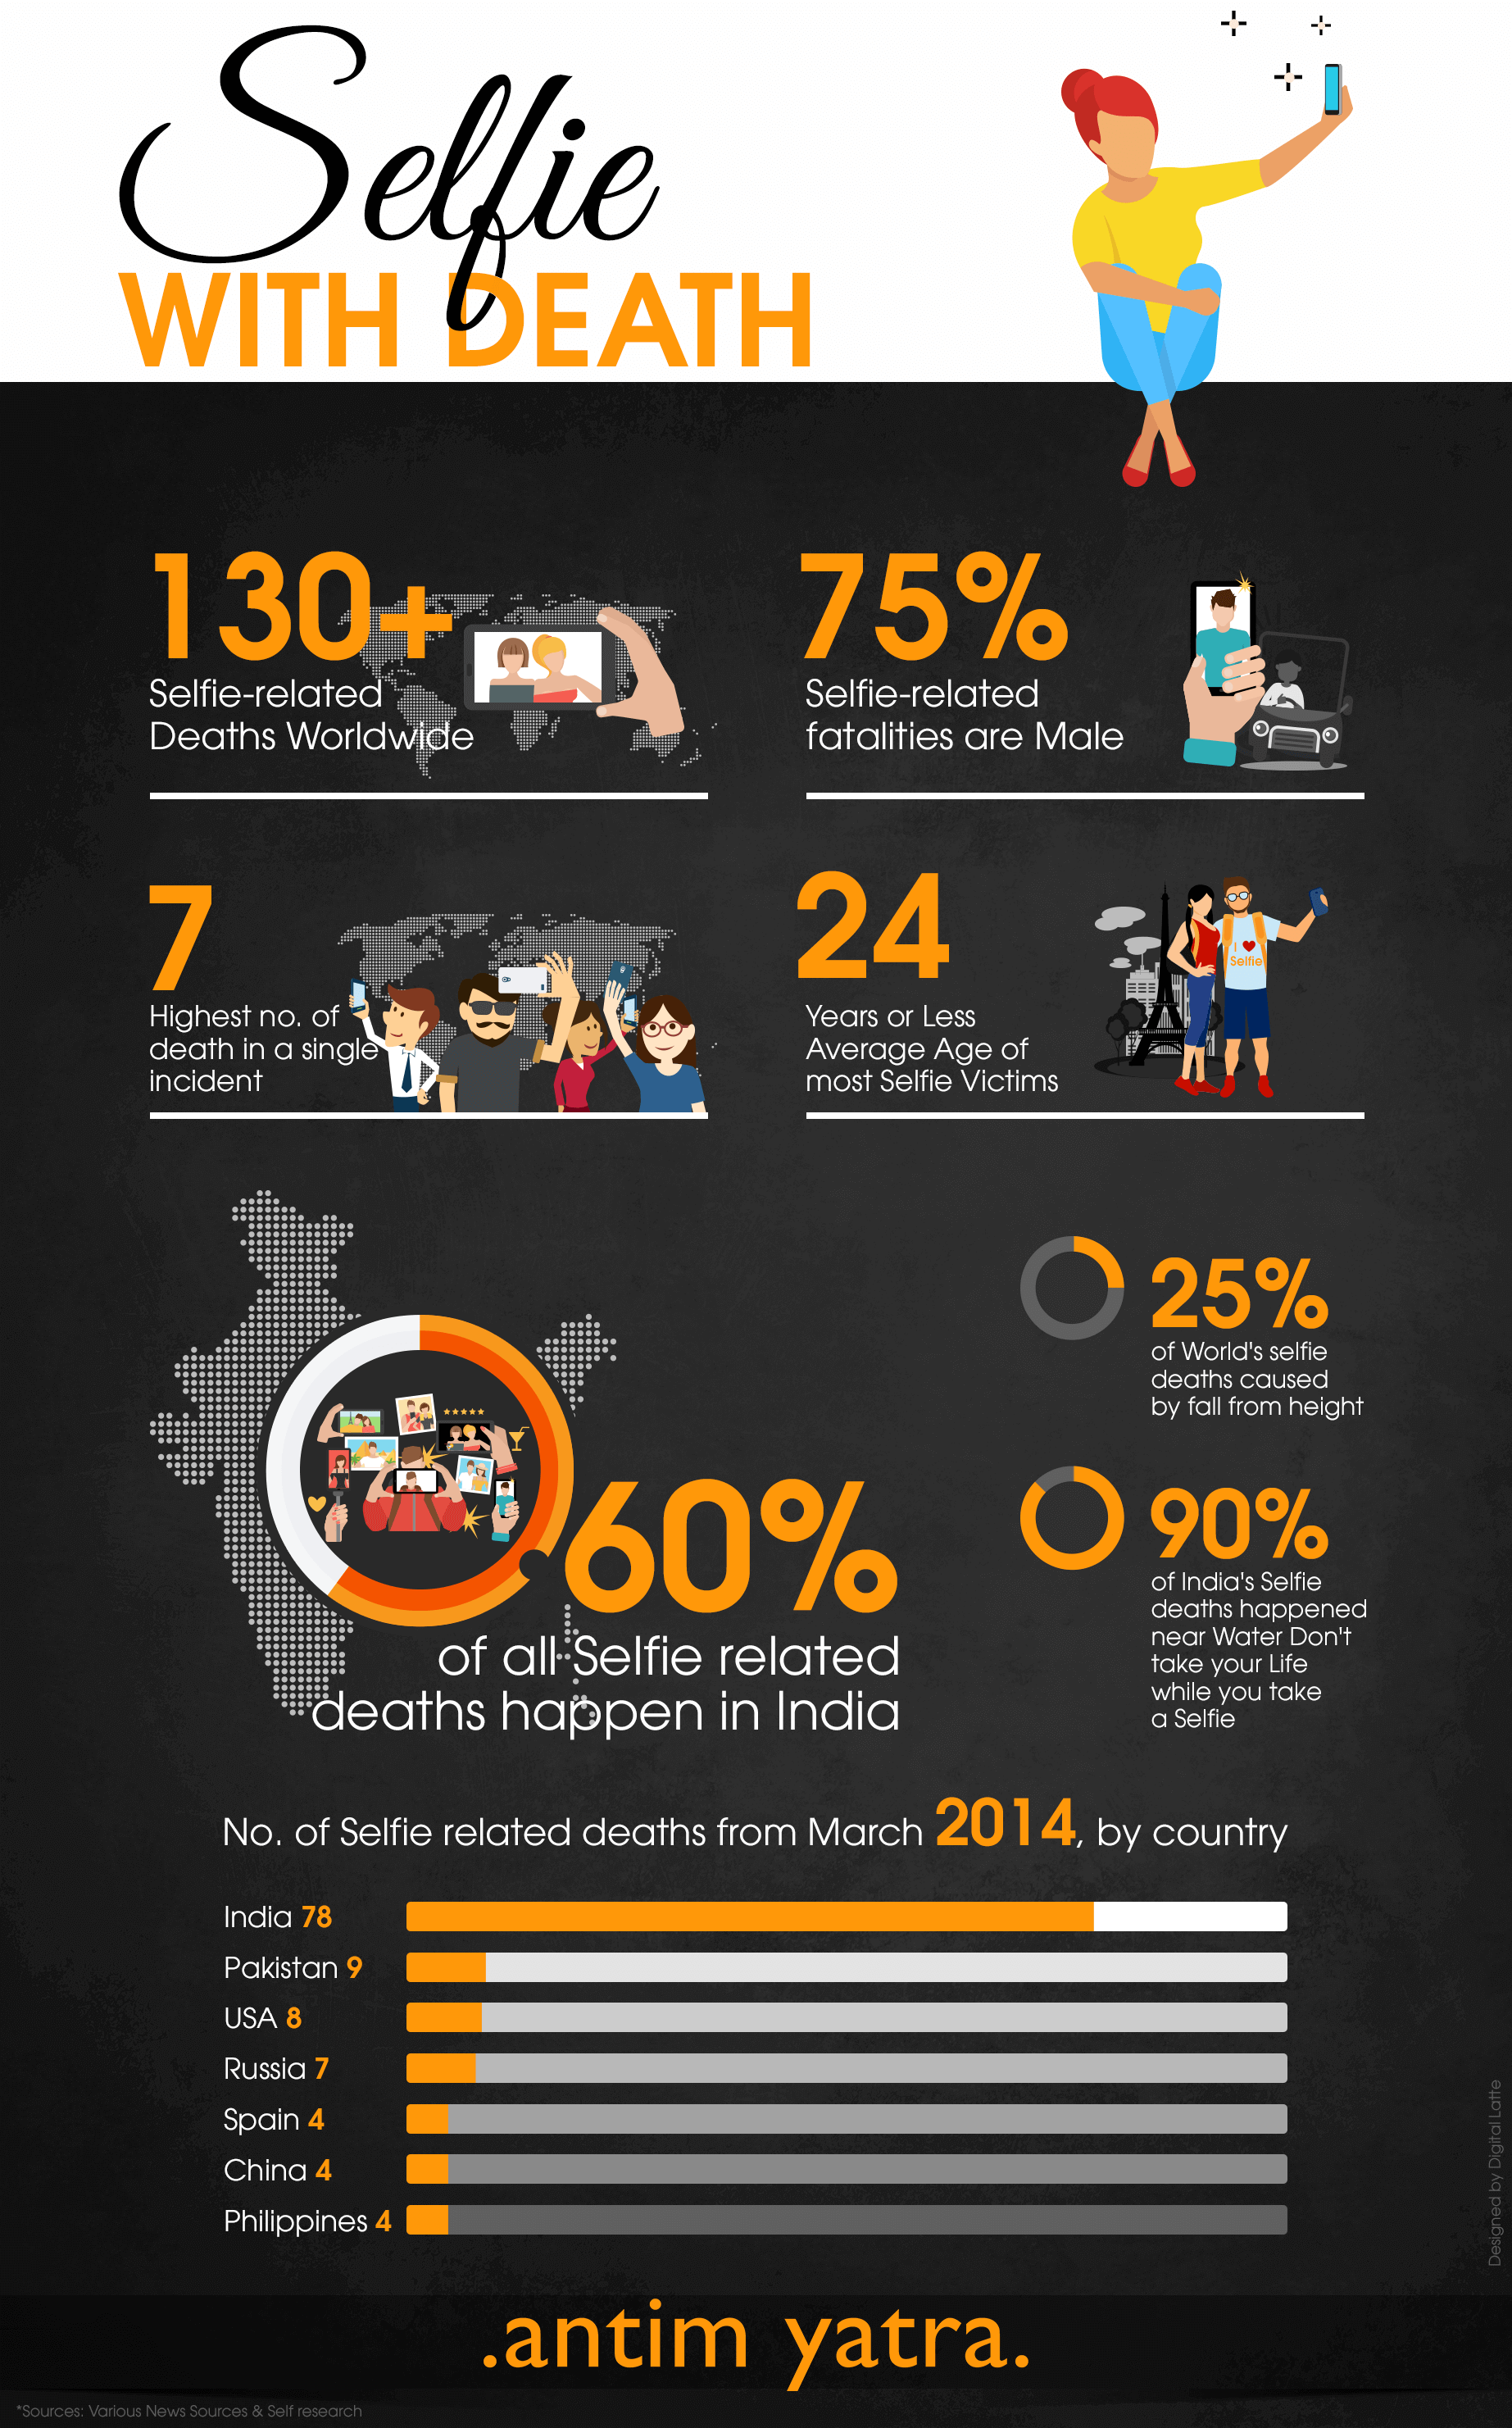 Selfie
WITH DEATH
130+
Selfie-related
Deaths Worldwide
75%
Selfie-related
fatalities are Male
7
Highest no. of
death in a single
incident
24
Years or Less
Average Age of
most Selfie Victims
I
Selfie
60%
of all Selfie related
deaths happen in India
25%
of World's selfie
deaths caused
by fall from height
90%
of India's Selfie
deaths happened
near Water Don't
take your Life
while you take
a Selfie
No. of Selfie related deaths from March 2014, by country
India 78
Pakistan 9
USA 8
Russia 7
Spain 4
China 4
Philippines 4
Designed by Digital Latte
.antim yatra.
*Sources: Various News Sources & Self research